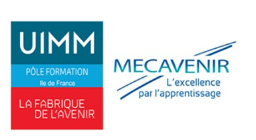 UIMM
PÔLE FORMATION
Ile de France
LA FABRIQUE
DE L'AVENIR
MECAVENIR
L'excellence
par l'apprentissage